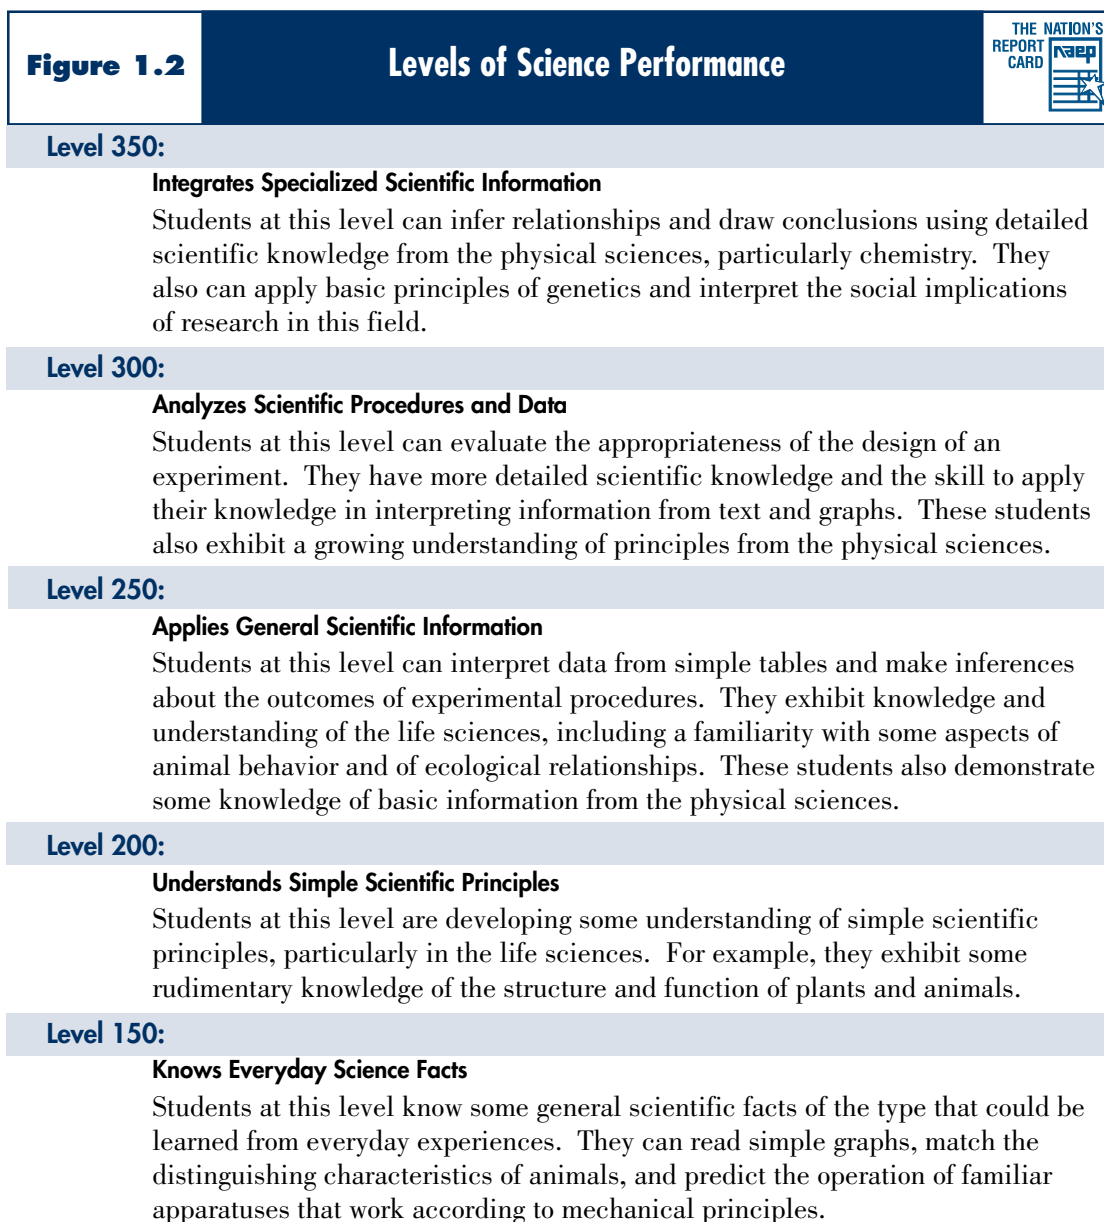 Figure 1.2
Levels of Science Performance
THE NATION'S
REPORT
CARD
naep
Level 350:
Integrates Specialized Scientific Information
Students at this level can infer relationships and draw conclusions using detailed
scientific knowledge from the physical sciences, particularly chemistry. They
also can apply basic principles of genetics and interpret the social implications
of research in this field.
Level 300:
Analyzes Scientific Procedures and Data
Students at this level can evaluate the appropriateness of the design of an
experiment. They have more detailed scientific knowledge and the skill to apply
their knowledge in interpreting information from text and graphs. These students
also exhibit a growing understanding of principles from the physical sciences.
Level 250:
Applies General Scientific Information
Students at this level can interpret data from simple tables and make inferences
about the outcomes of experimental procedures. They exhibit knowledge and
understanding of the life sciences, including a familiarity with some aspects of
animal behavior and of ecological relationships. These students also demonstrate
some knowledge of basic information from the physical sciences.
Level 200:
Understands Simple Scientific Principles
Students at this level are developing some understanding of simple scientific
principles, particularly in the life sciences. For example, they exhibit some
rudimentary knowledge of the structure and function of plants and animals.
Level 150:
Knows Everyday Science Facts
Students at this level know some general scientific facts of the type that could be
learned from everyday experiences. They can read simple graphs, match the
distinguishing characteristics of animals, and predict the operation of familiar
apparatuses that work according to mechanical principles.